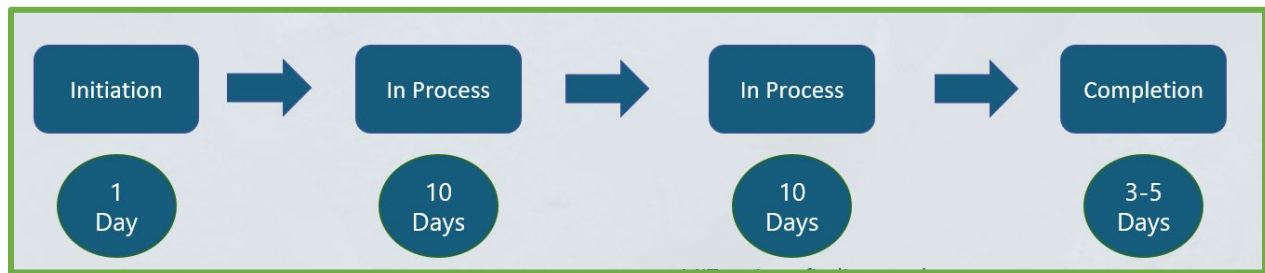 Initiation
In Process
In Process
Completion
1
Day
10
Days
10
Days
3-5
Days